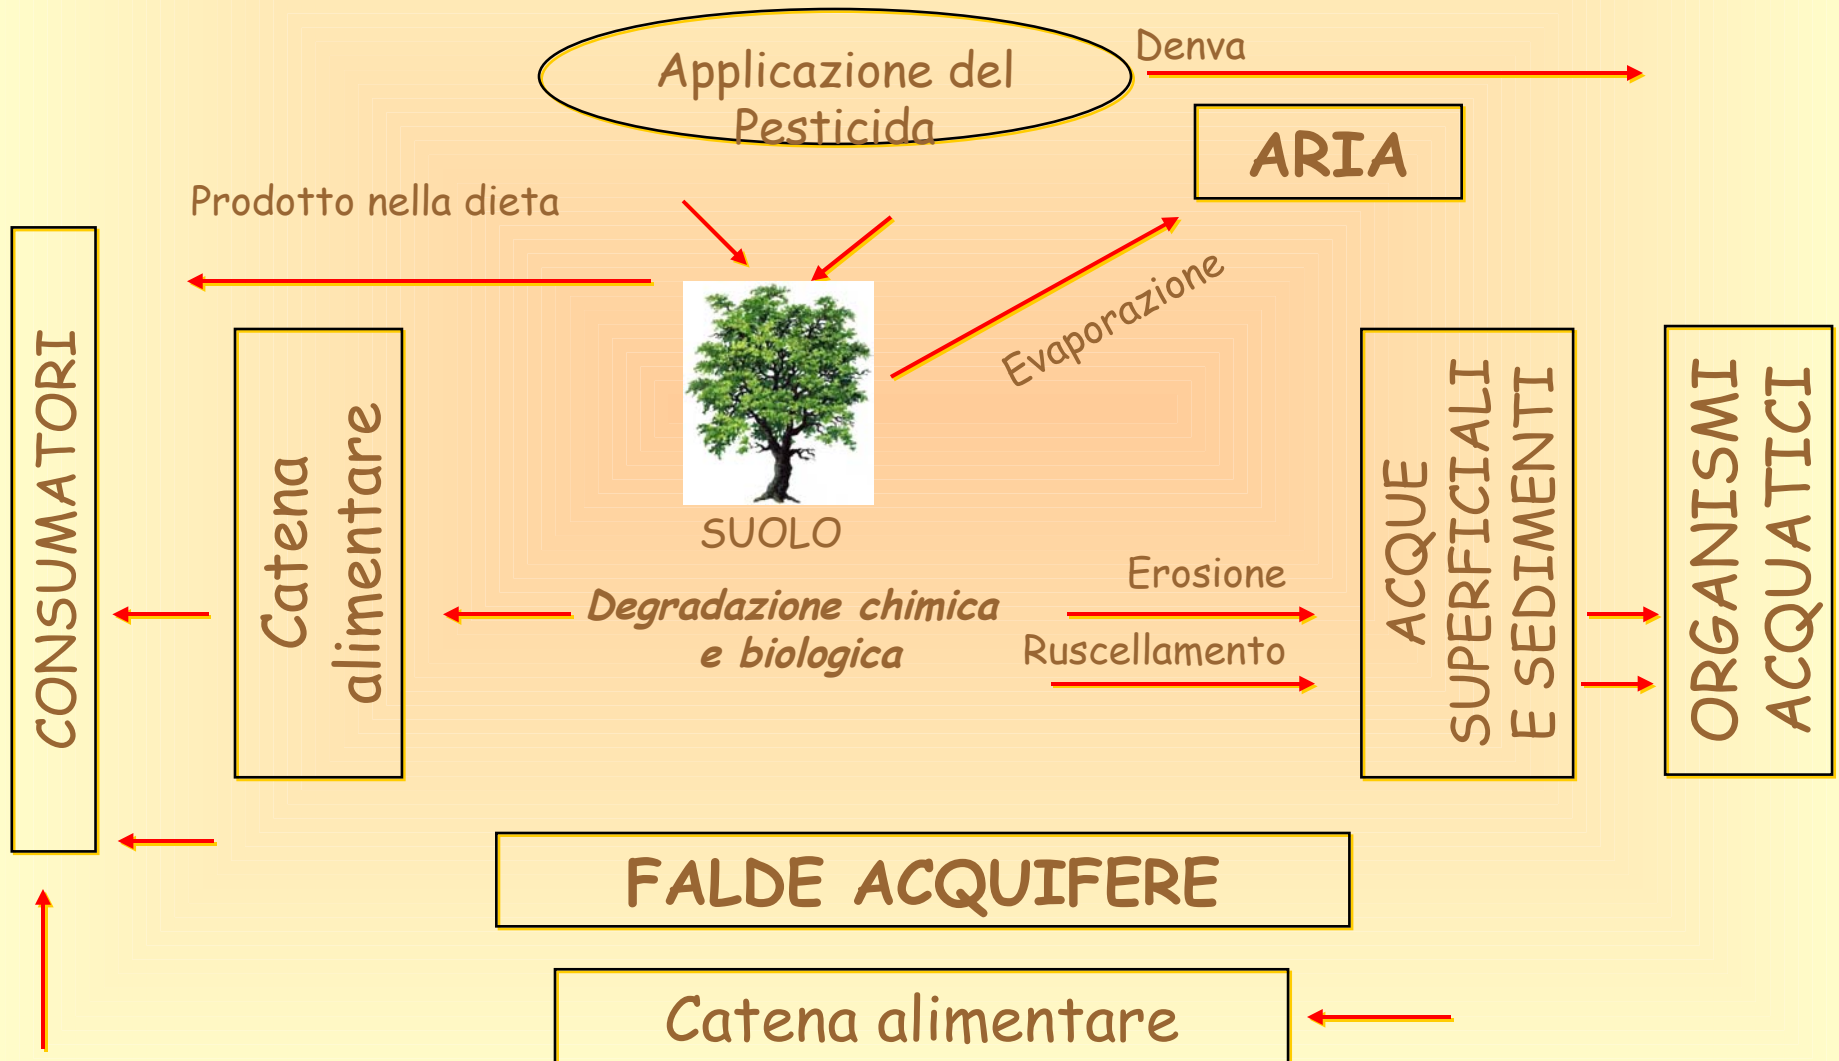 Applicazione del
Pesticida
Denva
ARIA
Prodotto nella dieta
Evaporazione
CONSUMATORI
Catena
alimentare
SUOLO
Degradazione chimica
e biologica
Erosione
Ruscellamento
ACQUE
SUPERFICIALI
E SEDIMENTI
ORGANISMI
ACQUATICI
FALDE ACQUIFERE
Catena alimentare